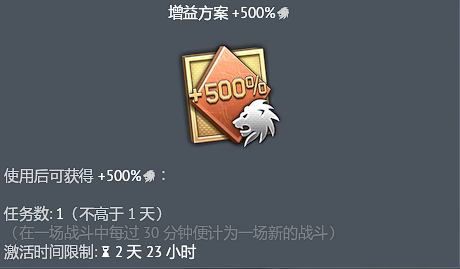 增益方案 +500%
+500%
使用后可获得 +500% :
任务数: 1（不高于 1 天）
（在一场战斗中每过 30 分钟便计为一场新的战斗）
激活时间限制: 2 天 23 小时